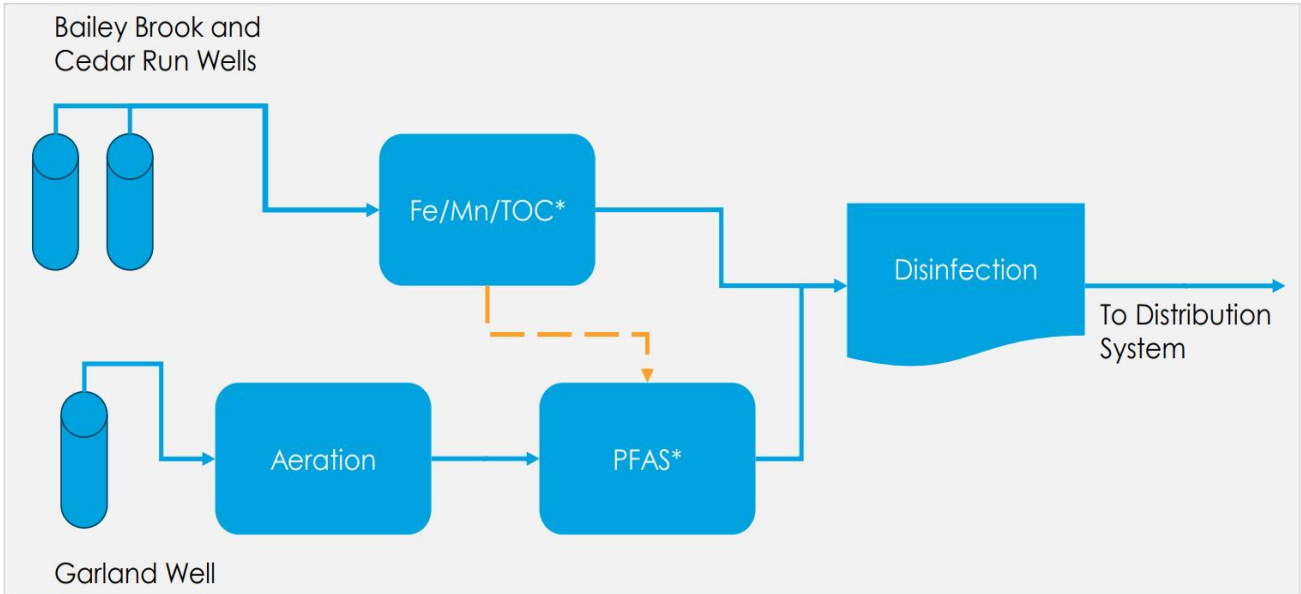 Bailey Brook and
Cedar Run Wells
Fe/Mn/TOC*
Disinfection
To Distribution
System
Aeration
PFAS*
Garland Well